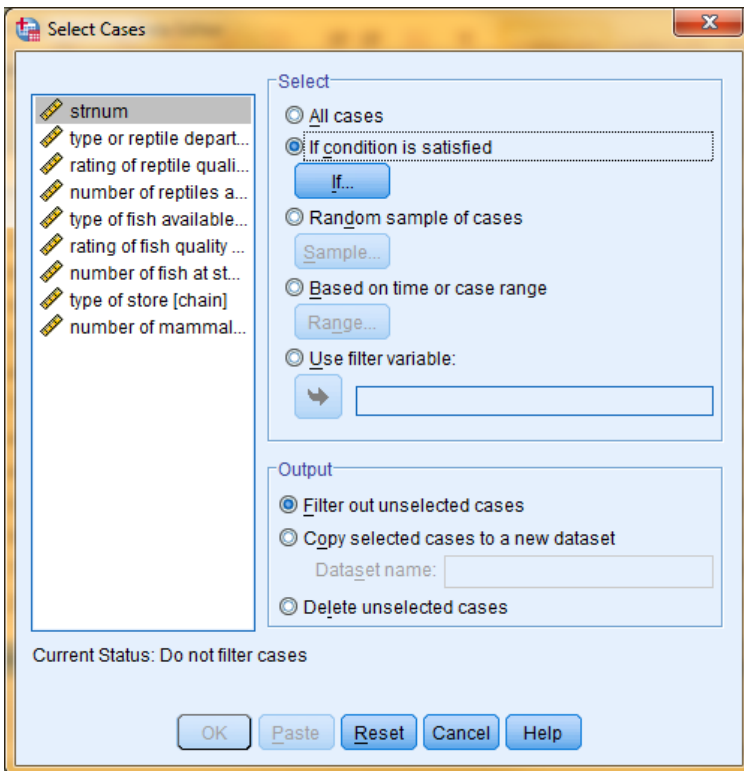 Select Cases
strnum
type or reptile depart...
rating of reptile quali...
number of reptiles a...
type of fish available...
rating of fish quality ...
number of fish at st...
type of store [chain]
number of mammal...
Select
All cases
If condition is satisfied
If...
Random sample of cases
Sample...
Based on time or case range
Range...
Use filter variable:
Output
Filter out unselected cases
Copy selected cases to a new dataset
Dataset name:
Delete unselected cases
Current Status: Do not filter cases
OK Paste Reset Cancel Help